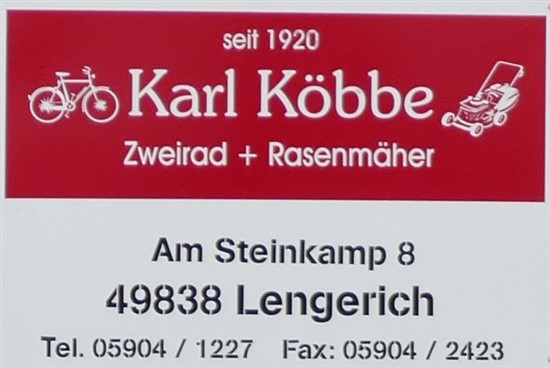 seit 1920
Karl Köbbe
Zweirad + Rasenmäher
Am Steinkamp 8
49838 Lengerich
Tel. 05904 / 1227 Fax: 05904 / 2423